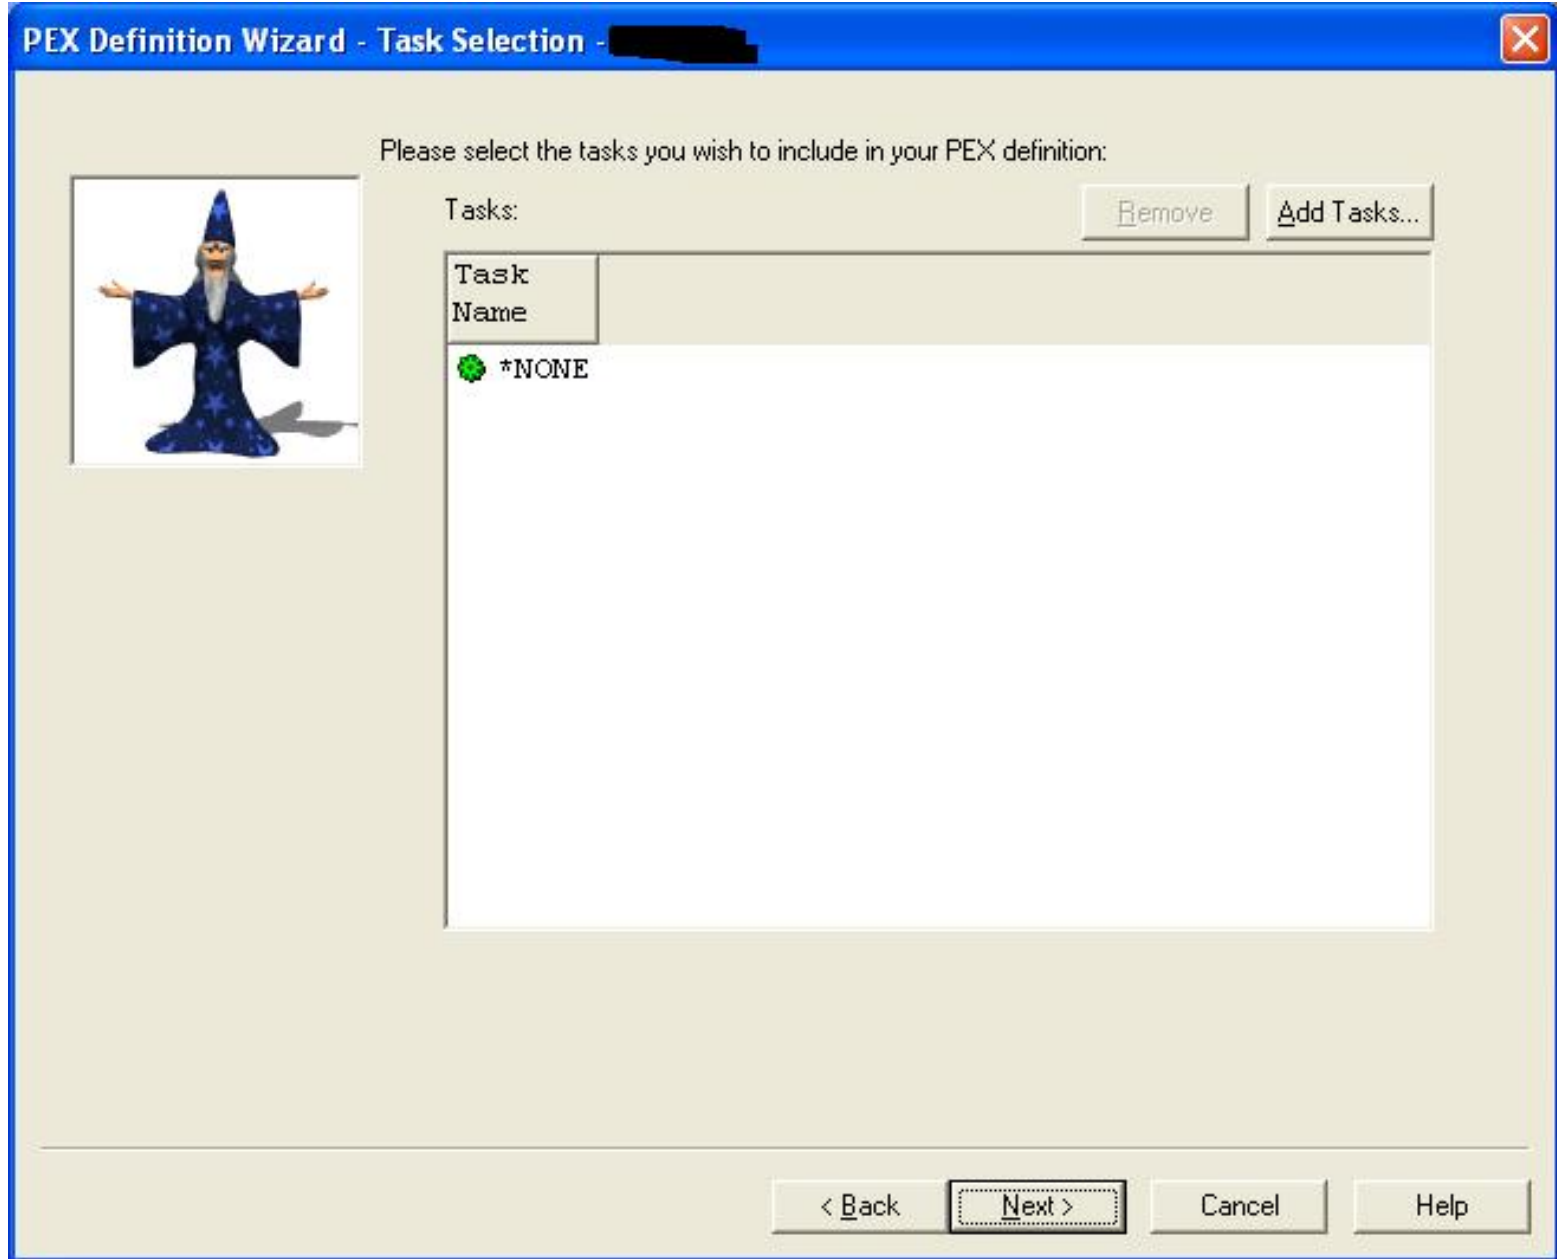 PEX Definition Wizard - Task Selection -
Please select the tasks you wish to include in your PEX definition:
Tasks:
Remove
Add Tasks...
Task
Name
*NONE
< Back
Next >
Cancel
Help